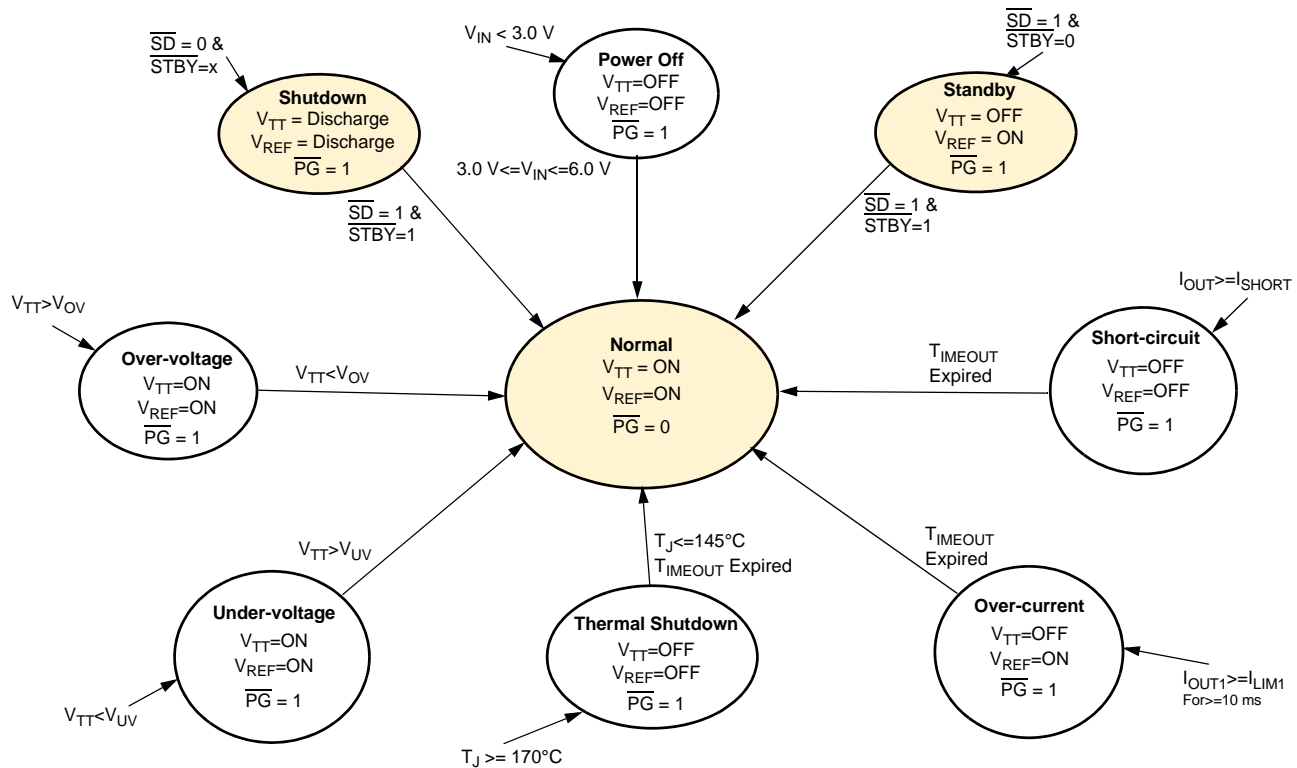 SD = 0 &
STBY=x
Shutdown
VTT = Discharge
VREF = Discharge
PG = 1
SD = 1 &
STBY=1
VIN < 3.0 V
Power Off
VTT=OFF
VREF=OFF
PG = 1
3.0 V<=VIN<=6.0 V
SD = 1 &
STBY=0
Standby
VTT = OFF
VREF = ON
PG = 1
SD = 1 &
STBY=1
VTT>VOV
Over-voltage
VTT=ON
VREF=ON
PG = 1
VTT<VOV
Normal
VTT = ON
VREF=ON
PG = 0
IOUT>=ISHORT
Short-circuit
VTT=OFF
VREF=OFF
PG = 1
TIMEOUT
Expired
VTT>VUV
Under-voltage
VTT=ON
VREF=ON
PG = 1
VTT<VUV
TJ<=145°C
TIMEOUT Expired
Thermal Shutdown
VTT=OFF
VREF=OFF
PG = 1
TJ >= 170°C
TIMEOUT
Expired
Over-current
VTT=OFF
VREF=ON
PG = 1
IOUT1>=ILIM1
For>=10 ms